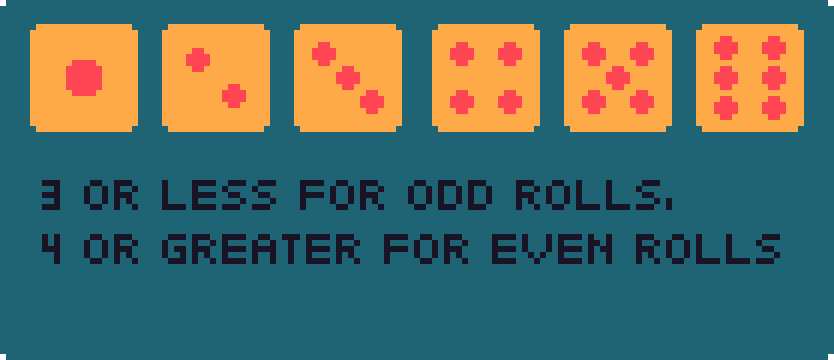 3 OR LESS FOR ODD ROLLS.
4 OR GREATER FOR EVEN ROLLS